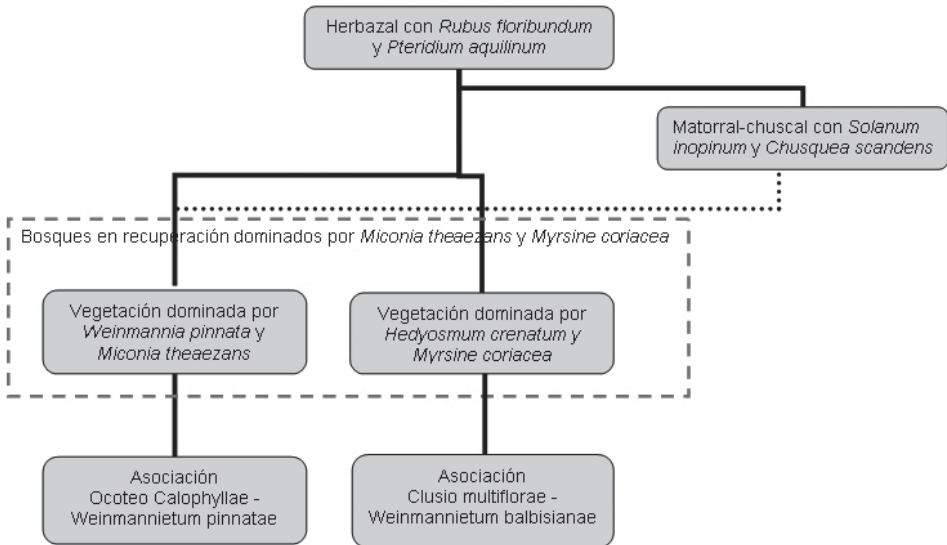 Herbazal con Rubus floribundum
y Pteridium aquilinum
Matorral-chuscal con Solanum
inopinum y Chusquea scandens
Bosques en recuperación dominados por Miconia theaezans y Myrsine coriacea
Vegetación dominada por
Weinmannia pinnata y
Miconia theaezans
Vegetación dominada por
Hedyosmum crenatum y
Myrsine coriacea
Asociación
Ocoteo Calophyllae -
Weinmannietum pinnatae
Asociación
Clusio multiflorae -
Weinmannietum balbisianae